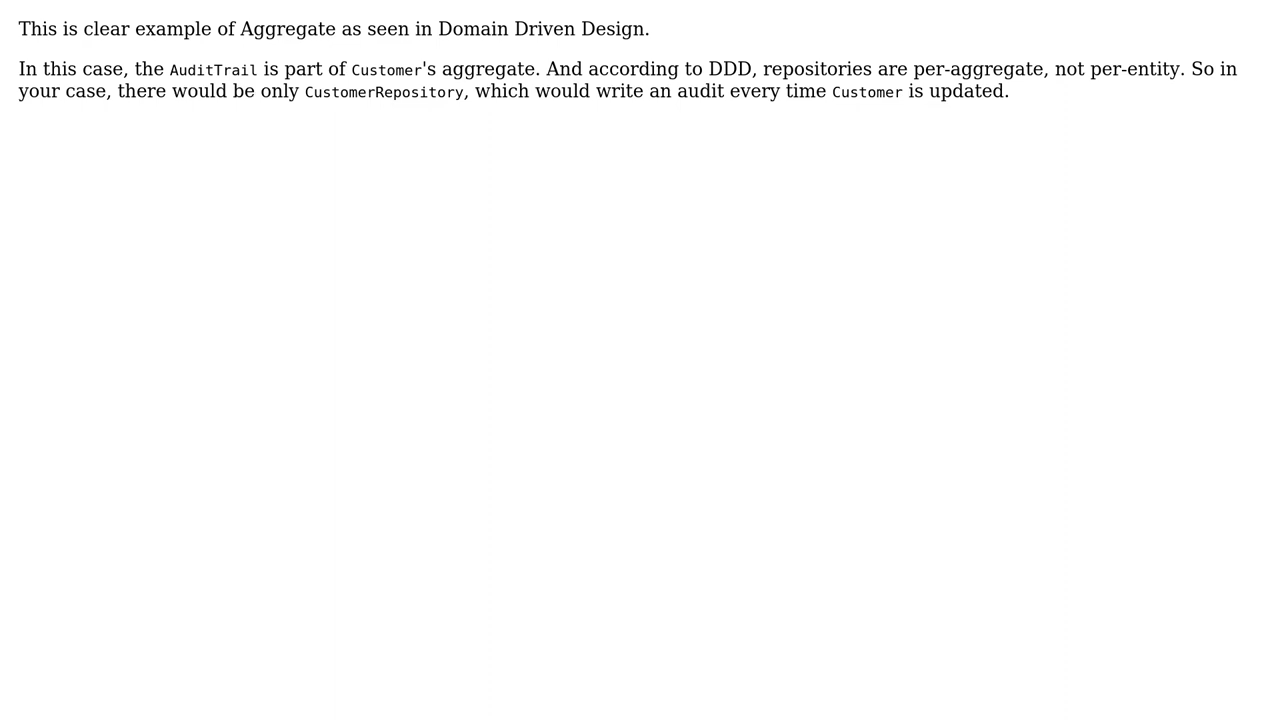 This is clear example of Aggregate as seen in Domain Driven Design.
In this case, the AuditTrail is part of Customer's aggregate. And according to DDD, repositories are per-aggregate, not per-entity. So in
your case, there would be only CustomerRepository, which would write an audit every time Customer is updated.